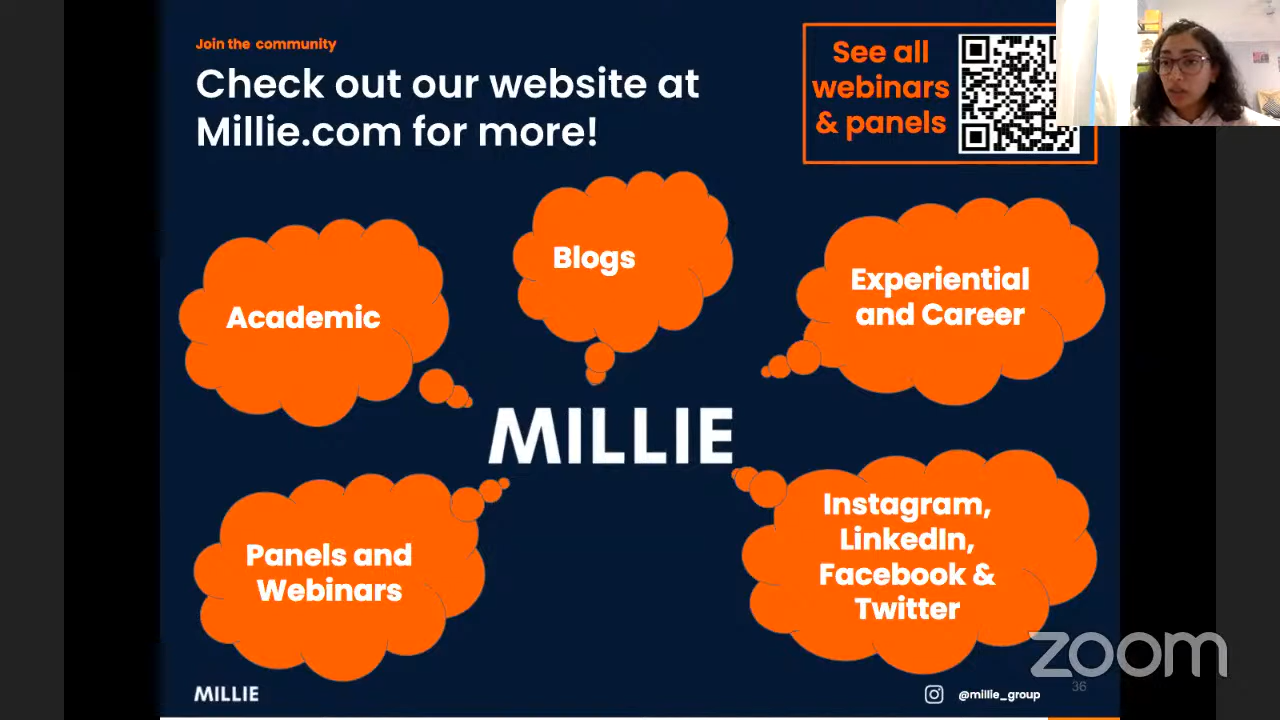 Join the community
Check out our website at
Millie.com for more!
See all
webinars
& panels
Blogs
Academic
Experiential
and Career
MILLIE
Panels and
Webinars
Instagram,
LinkedIn,
Facebook &
Twitter
zoom
MILLIE
@millie_group
36